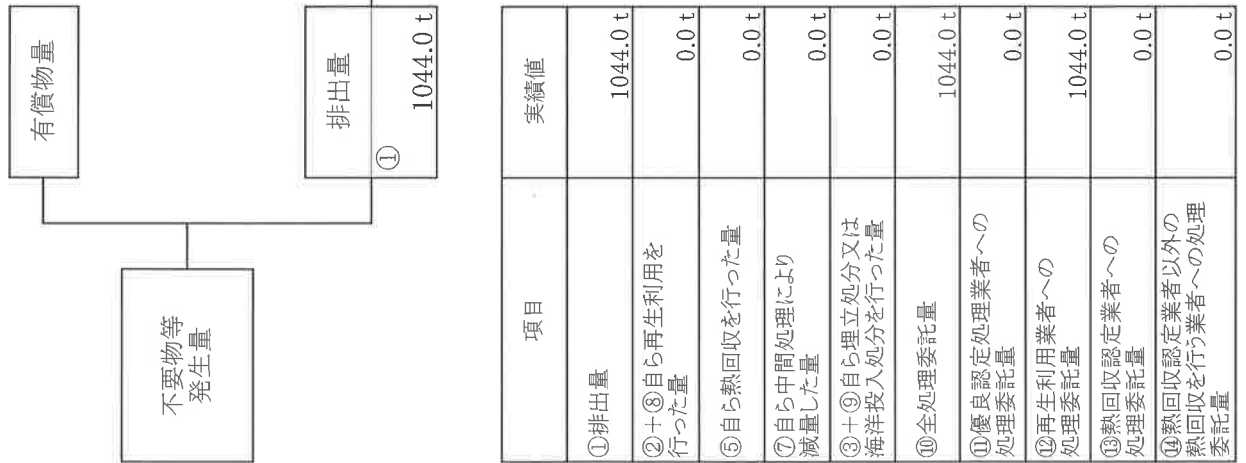 不要物等
発生量
有償物量
排出量
①
1044.0 t
項目
実績値
①排出量
1044.0 t
②＋⑧自ら再生利用を
行った量
0.0 t
⑤自ら熱回収を行った量
0.0 t
⑦自ら中間処理により
減量した量
0.0 t
③＋⑨自ら埋立処分又は
海洋投入処分を行った量
0.0 t
⑩全処理委託量
1044.0 t
⑪優良認定処理業者への
処理委託量
0.0 t
⑫再生利用業者への
処理委託量
1044.0 t
⑬熱回収認定業者への
処理委託量
0.0 t
⑭熱回収認定業者以外の
熱回収を行う業者への処理
委託量
0.0 t